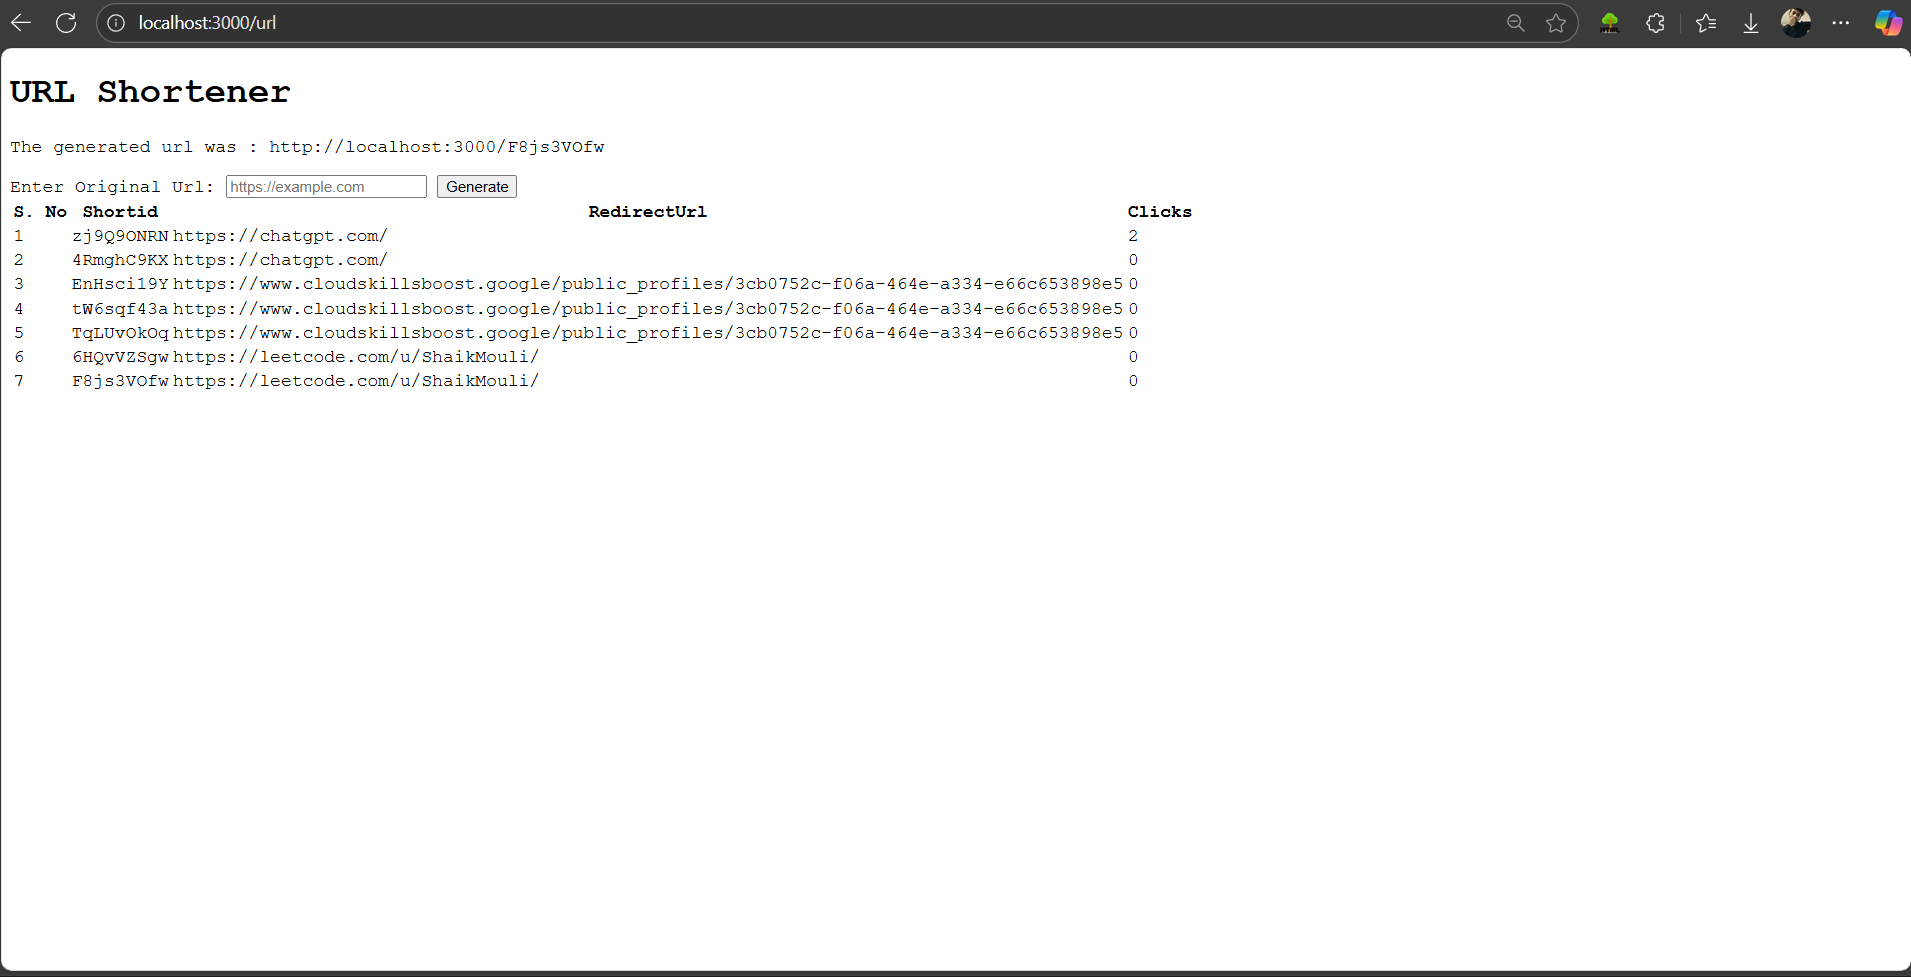 localhost:3000/url
URL Shortener
The generated url was : http://localhost:3000/F8js3VOfw
Enter Original Url: https://example.com Generate
S. No Shortid RedirectUrl Clicks
1 zj9Q9ONRN https://chatgpt.com/ 2
2 4RmghC9KX https://chatgpt.com/ 0
3 EnHsci19Y https://www.cloudskillsboost.google/public_profiles/3cb0752c-f06a-464e-a334-e66c653898e5 0
4 tW6sqf43a https://www.cloudskillsboost.google/public_profiles/3cb0752c-f06a-464e-a334-e66c653898e5 0
5 TqLUvOkOq https://www.cloudskillsboost.google/public_profiles/3cb0752c-f06a-464e-a334-e66c653898e5 0
6 6HQvVZSgw https://leetcode.com/u/ShaikMouli/ 0
7 F8js3VOfw https://leetcode.com/u/ShaikMouli/ 0